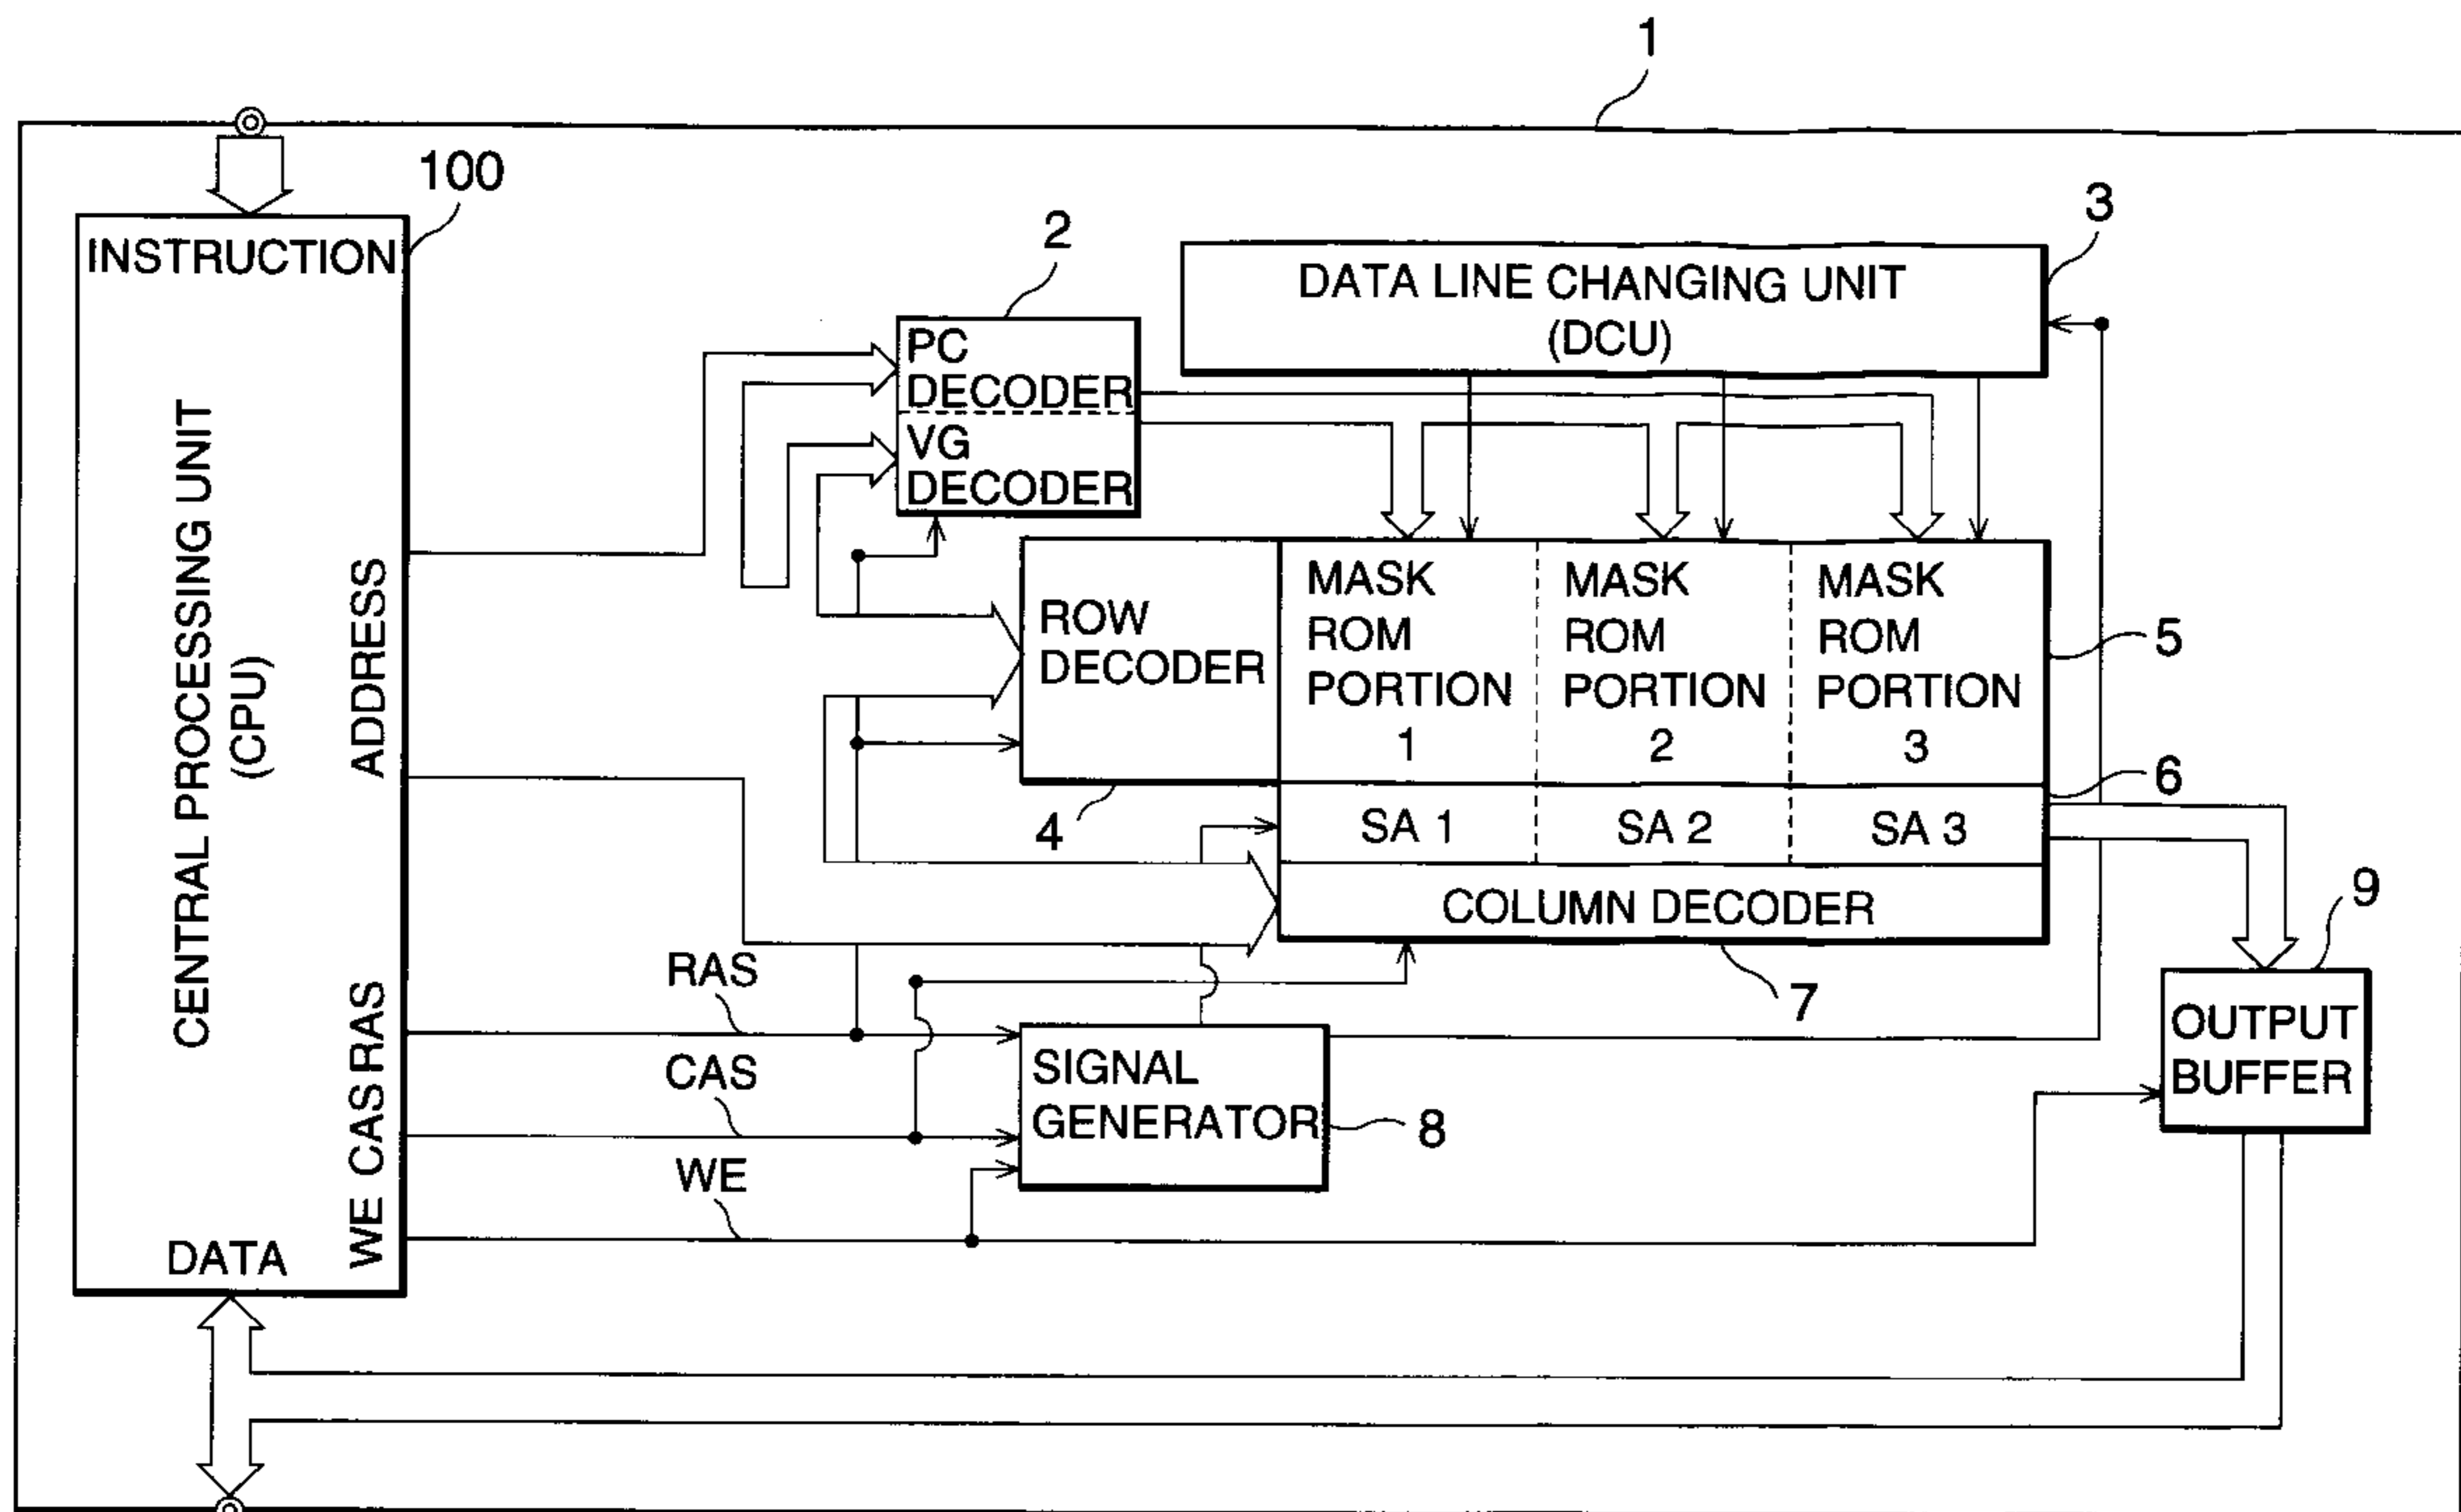 1
100
INSTRUCTION
CENTRAL PROCESSING UNIT
(CPU)
ADDRESS
RAS
CAS
WE
DATA
2
PC
DECODER
VG
DECODER
3
DATA LINE CHANGING UNIT
(DCU)
ROW
DECODER
4
MASK
ROM
PORTION
1
MASK
ROM
PORTION
2
MASK
ROM
PORTION
3
5
6
SA 1
SA 2
SA 3
COLUMN DECODER
7
RAS
CAS
WE
SIGNAL
GENERATOR
8
9
OUTPUT
BUFFER